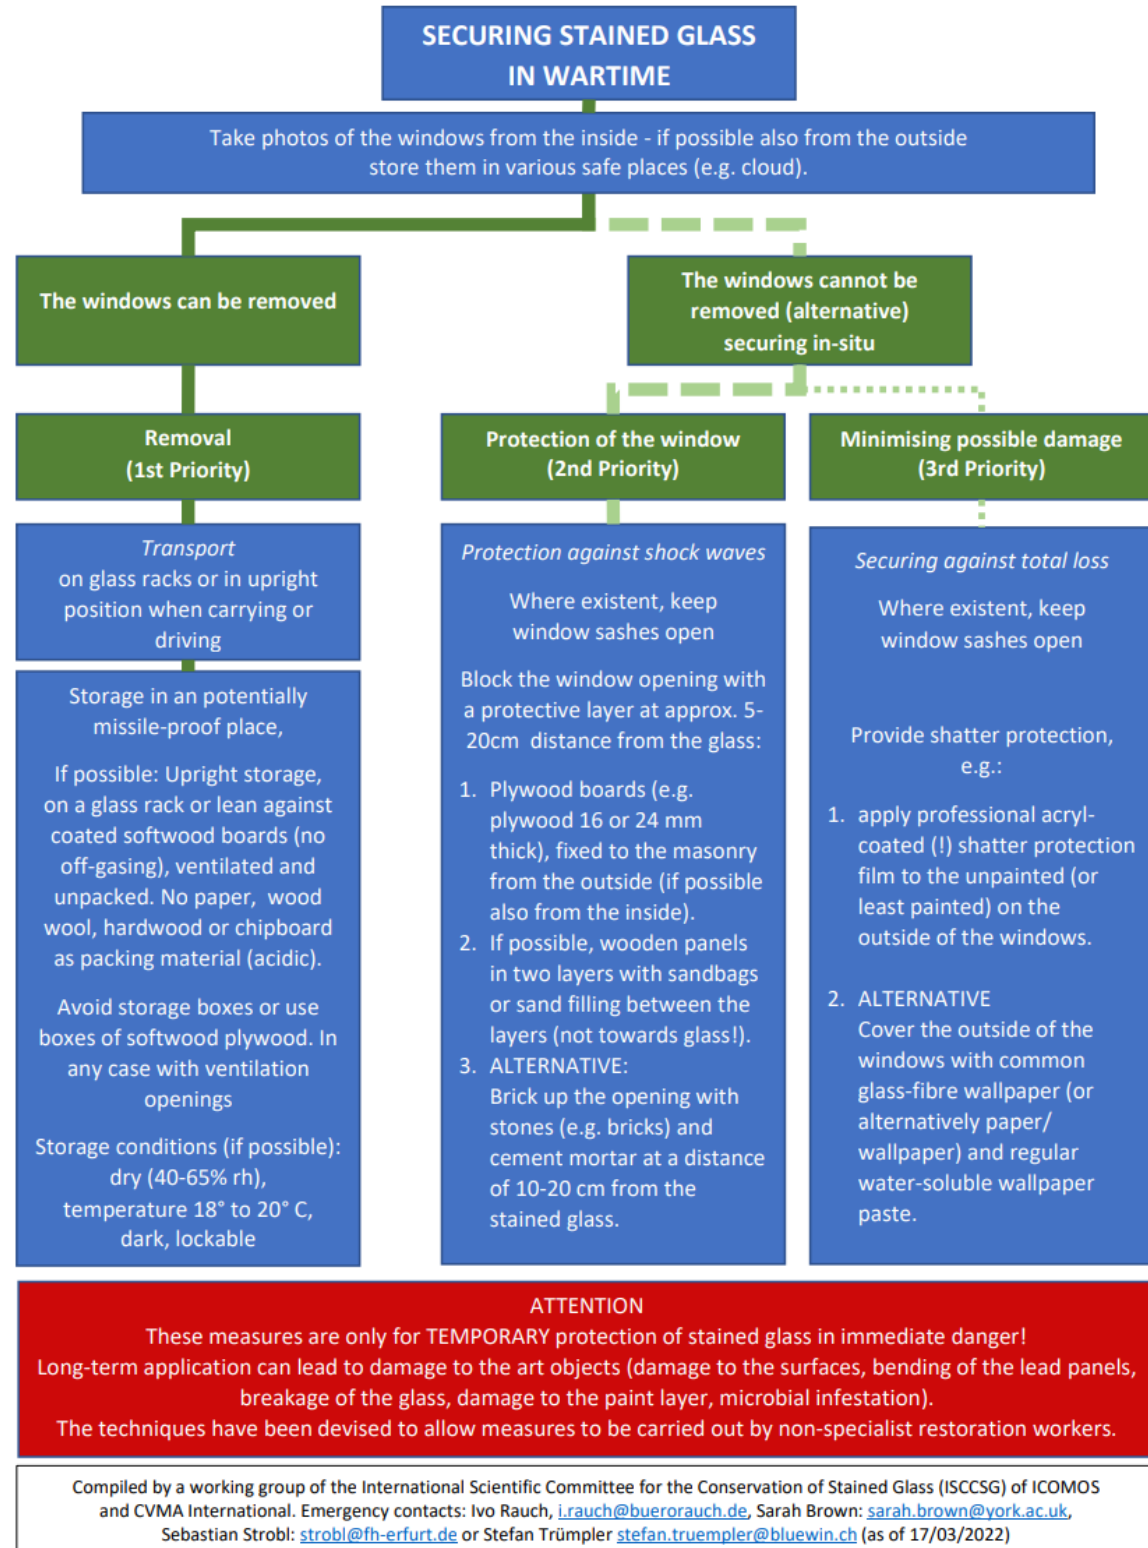 SECURING STAINED GLASS
IN WARTIME
Take photos of the windows from the inside - if possible also from the outside
store them in various safe places (e.g. cloud).
The windows can be removed
The windows cannot be
removed (alternative)
securing in-situ
Removal
(1st Priority)
Protection of the window
(2nd Priority)
Minimising possible damage
(3rd Priority)
Transport
on glass racks or in upright
position when carrying or
driving
Storage in an potentially
missile-proof place,
If possible: Upright storage,
on a glass rack or lean against
coated softwood boards (no
off-gasing), ventilated and
unpacked. No paper, wood
wool, hardwood or chipboard
as packing material (acidic).
Avoid storage boxes or use
boxes of softwood plywood. In
any case with ventilation
openings
Storage conditions (if possible):
dry (40-65% rh),
temperature 18° to 20° C,
dark, lockable
Protection against shock waves
Where existent, keep
window sashes open
Block the window opening with
a protective layer at approx. 5-
20cm distance from the glass:
1. Plywood boards (e.g.
plywood 16 or 24 mm
thick), fixed to the masonry
from the outside (if possible
also from the inside).
2. If possible, wooden panels
in two layers with sandbags
or sand filling between the
layers (not towards glass!).
3. ALTERNATIVE:
Brick up the opening with
stones (e.g. bricks) and
cement mortar at a distance
of 10-20 cm from the
stained glass.
Securing against total loss
Where existent, keep
window sashes open
Provide shatter protection,
e.g.:
1. apply professional acryl-
coated (!) shatter protection
film to the unpainted (or
least painted) on the
outside of the windows.
2. ALTERNATIVE
Cover the outside of the
windows with common
glass-fibre wallpaper (or
alternatively paper/
wallpaper) and regular
water-soluble wallpaper
paste.
ATTENTION
These measures are only for TEMPORARY protection of stained glass in immediate danger!
Long-term application can lead to damage to the art objects (damage to the surfaces, bending of the lead panels,
breakage of the glass, damage to the paint layer, microbial infestation).
The techniques have been devised to allow measures to be carried out by non-specialist restoration workers.
Compiled by a working group of the International Scientific Committee for the Conservation of Stained Glass (ISCCSG) of ICOMOS
and CVMA International. Emergency contacts: Ivo Rauch, i.rauch@buerorauch.de, Sarah Brown: sarah.brown@york.ac.uk,
Sebastian Strobl: strobl@fh-erfurt.de or Stefan Trümpler stefan.truempler@bluewin.ch (as of 17/03/2022)